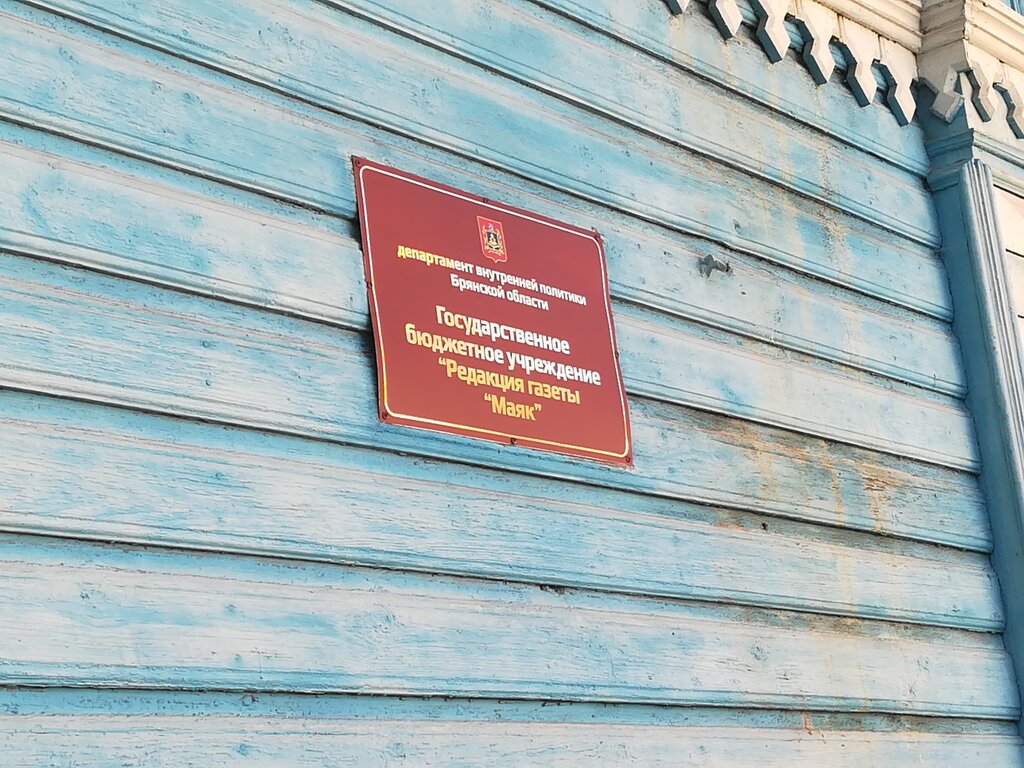 департамент внутренней политики
Брянской области
Государственное
бюджетное учреждение
“Редакция газеты
“Маяк”